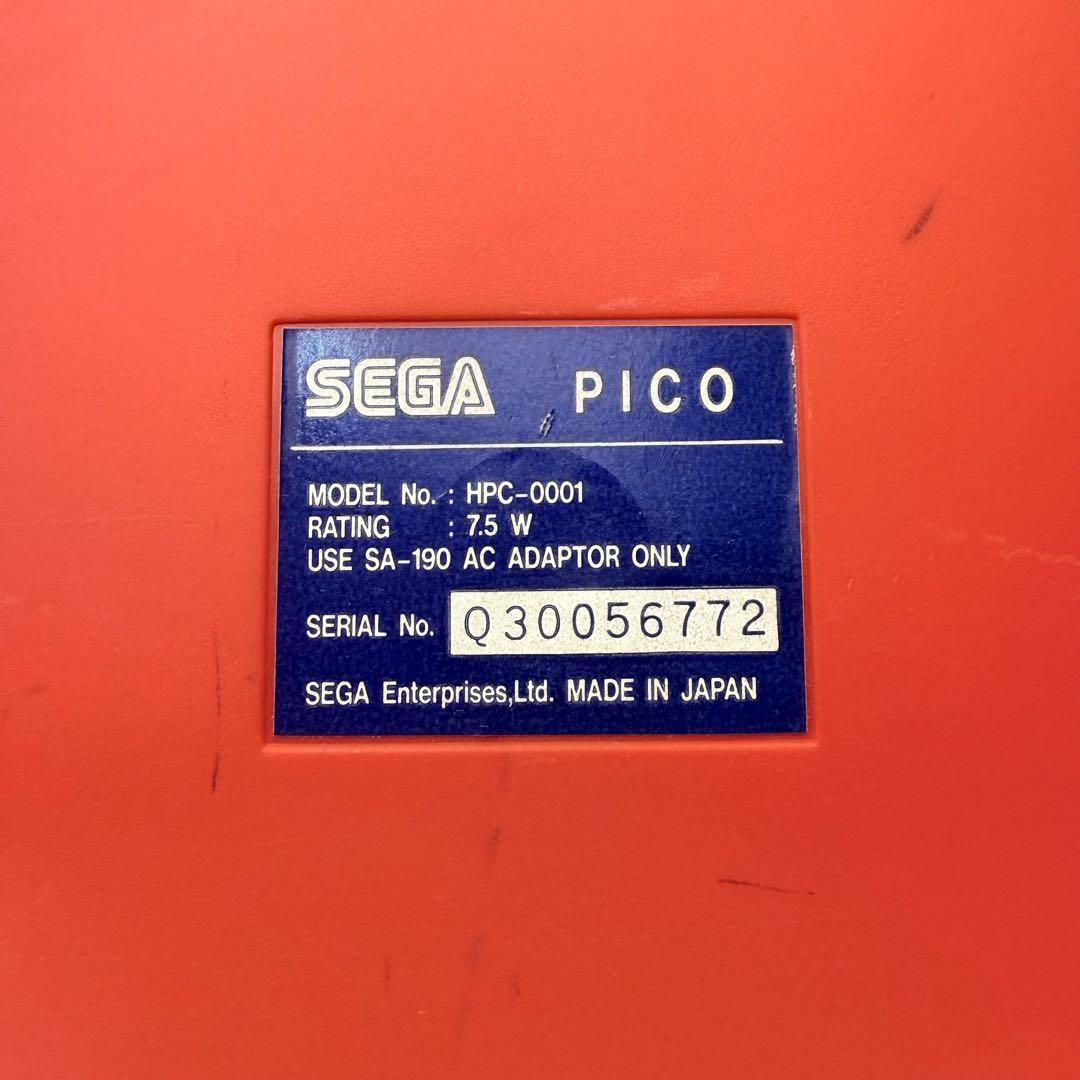 SEGA PICO
MODEL No. : HPC-0001
RATING : 7.5 W
USE SA-190 AC ADAPTOR ONLY
SERIAL No. Q30056772
SEGA Enterprises,Ltd. MADE IN JAPAN